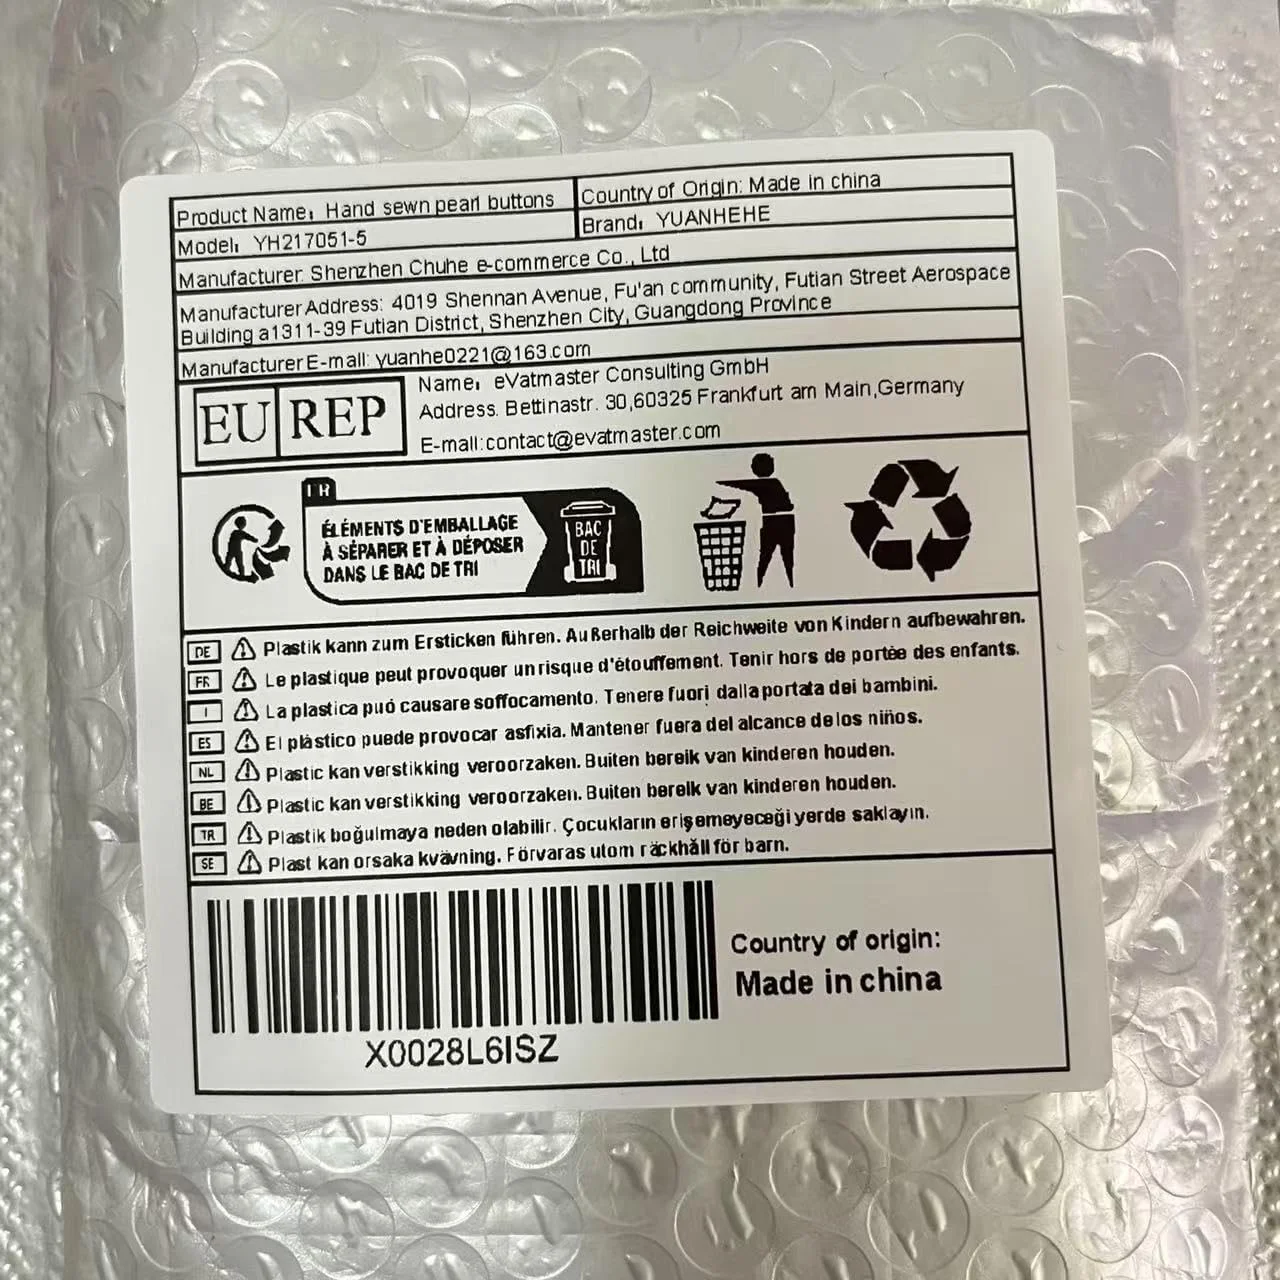 Product Name: Hand sewn pearl buttons
Country of Origin: Made in china
Model: YH217051-5
Brand: YUANHEHE
Manufacturer: Shenzhen Chuhe e-commerce Co., Ltd
Manufacturer Address: 4019 Shennan Avenue, Fu'an community, Futian Street Aerospace
Building a1311-39 Futian District, Shenzhen City, Guangdong Province
Manufacturer E-mail: yuanhe0221@163.com
EU REP
Name: eVatmaster Consulting GmbH
Address. Bettinastr. 30,60325 Frankfurt am Main,Germany
E-mail:contact@evatmaster.com
FR
ÉLÉMENTS D'EMBALLAGE
À SÉPARER ET À DÉPOSER
DANS LE BAC DE TRI
BAC
DE
TRI
DE Plastik kann zum Ersticken führen. Außerhalb der Reichweite von Kindern aufbewahren.
FR Le plastique peut provoquer un risque d'étouffement. Tenir hors de portée des enfants.
I La plastica puó causare soffocamento. Tenere fuori dalla portata dei bambini.
ES El plástico puede provocar asfixia. Mantener fuera del alcance de los niños.
NL Plastic kan verstikking veroorzaken. Buiten bereik van kinderen houden.
BE Plastic kan verstikking veroorzaken. Buiten bereik van kinderen houden.
TR Plastik boğulmaya neden olabilir. Çocukların erişemeyeceği yerde saklayın.
SE Plast kan orsaka kvävning. Förvaras utom räckhåll för barn.
Country of origin:
Made in china
X0028L6ISZ